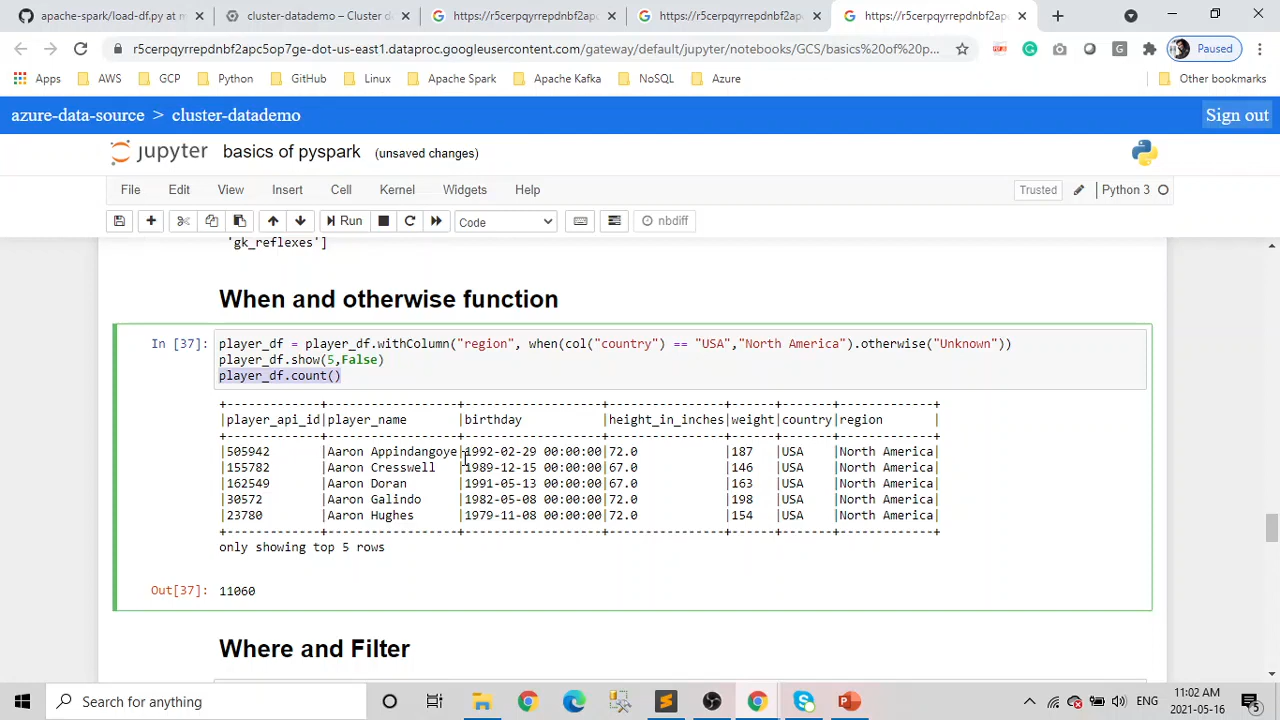 apache-spark/load-dfpy at m
cluster-datademo – Cluster d
https://r5cerpqyrrepdnbf2apc
https://r5cerpqyrrepdnbf2apc
https://r5cerpqyrrepdnbf2apc
r5cerpqyrrepdnbf2apc5op7ge-dot-us-east1.dataproc.googleusercontent.com/gateway/default/jupyter/notebooks/GCS/basics%20of%20p...
Paused
Apps AWS GCP Python GitHub Linux Apache Spark Apache Kafka NoSQL Azure Other bookmarks
azure-data-source > cluster-datademo Sign out
jupyter basics of pyspark (unsaved changes)
File Edit View Insert Cell Kernel Widgets Help Trusted Python 3
Run Code nbdiff
'gk_reflexes']
When and otherwise function
In [37]: player_df = player_df.withColumn("region", when(col("country") == "USA","North America").otherwise("Unknown"))
player_df.show(5,False)
player_df.count()
+-------------+------------------+-------------------+----------------+------+-------+-------------+
|player_api_id|player_name |birthday |height_in_inches|weight|country|region |
+-------------+------------------+-------------------+----------------+------+-------+-------------+
|505942 |Aaron Appindangoye|1992-02-29 00:00:00|72.0 |187 |USA |North America|
|155782 |Aaron Cresswell |1989-12-15 00:00:00|67.0 |146 |USA |North America|
|162549 |Aaron Doran |1991-05-13 00:00:00|67.0 |163 |USA |North America|
|30572 |Aaron Galindo |1982-05-08 00:00:00|72.0 |198 |USA |North America|
|23780 |Aaron Hughes |1979-11-08 00:00:00|72.0 |154 |USA |North America|
+-------------+------------------+-------------------+----------------+------+-------+-------------+
only showing top 5 rows
Out[37]: 11060
Where and Filter
Search for anything
ENG
11:02 AM
2021-05-16
5